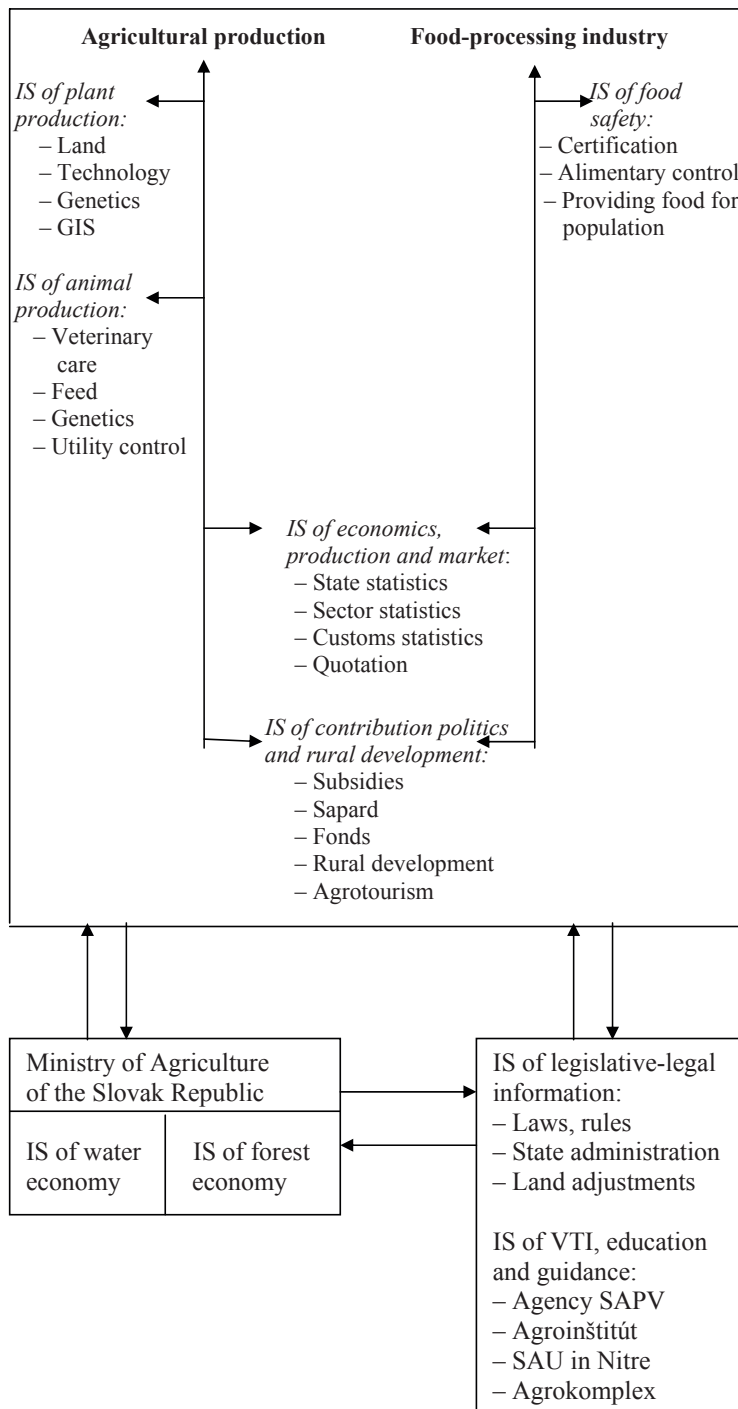 Agricultural production
Food-processing industry
IS of plant
production:
– Land
– Technology
– Genetics
– GIS
IS of food
safety:
– Certification
– Alimentary control
– Providing food for
population
IS of animal
production:
– Veterinary
care
– Feed
– Genetics
– Utility control
IS of economics,
production and market:
– State statistics
– Sector statistics
– Customs statistics
– Quotation
IS of contribution politics
and rural development:
– Subsidies
– Sapard
– Fonds
– Rural development
– Agrotourism
Ministry of Agriculture
of the Slovak Republic
IS of water
economy
IS of forest
economy
IS of legislative-legal
information:
– Laws, rules
– State administration
– Land adjustments
IS of VTI, education
and guidance:
– Agency SAPV
– Agroinštitút
– SAU in Nitre
– Agrokomplex